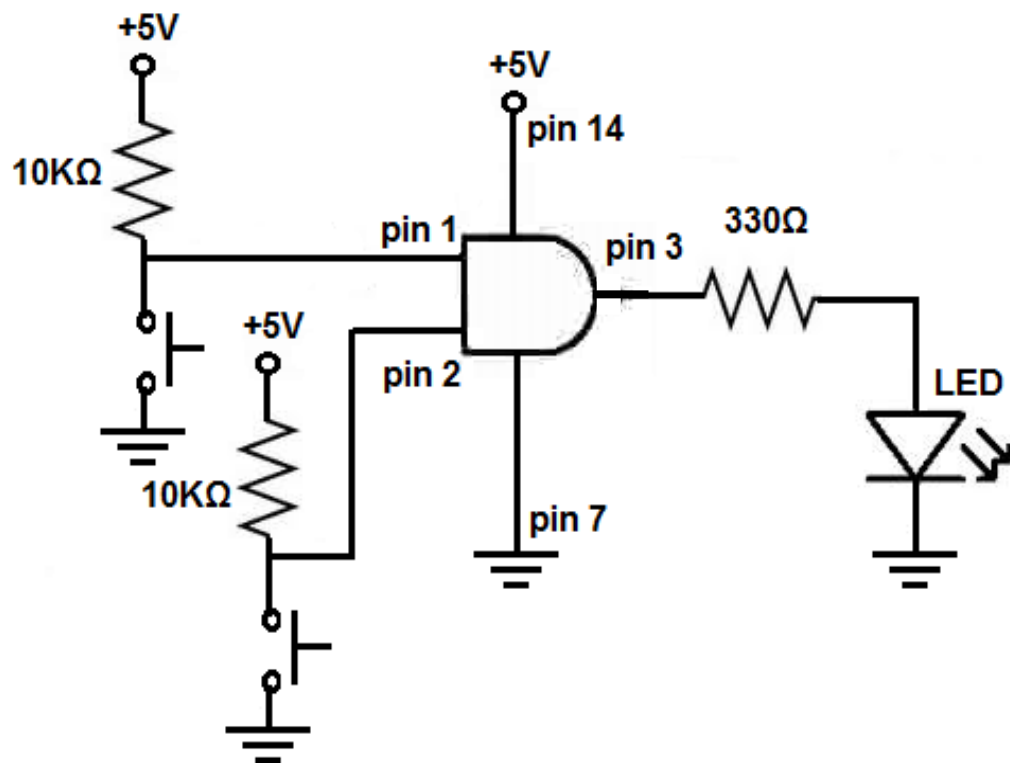 +5V
+5V
pin 14
10KΩ
330Ω
pin 1
pin 3
+5V
pin 2
LED
10KΩ
pin 7